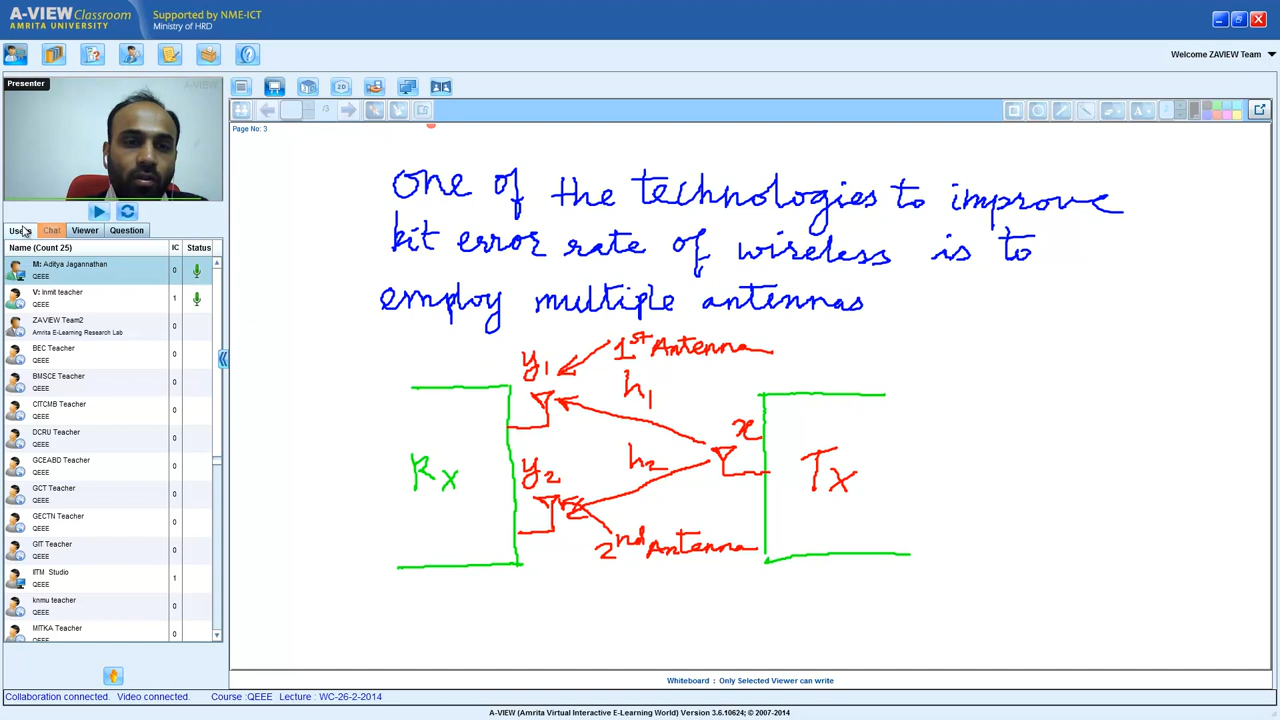 A-VIEW Classroom
AMRITA UNIVERSITY
Supported by NME-ICT
Ministry of HRD
Welcome ZAVIEW Team
Presenter
A-VIEW
2D
/3
A
2
Page No: 3
Chat
Viewer
Question
Name (Count 25)
IC
Status
M: Aditya Jagannathan
0
QEEE
V: Inmit teacher
1
QEEE
ZAVIEW Team2
0
Amrita E-Learning Research Lab
BEC Teacher
0
QEEE
BMSCE Teacher
0
QEEE
CITCMB Teacher
0
QEEE
DCRU Teacher
0
QEEE
GCEABD Teacher
0
QEEE
GCT Teacher
0
QEEE
GECTN Teacher
0
QEEE
GIT Teacher
0
QEEE
IITM Studio
1
QEEE
knmu teacher
0
QEEE
MITKA Teacher
0
one of the technologies to improve
bit error rate of wireless is to
employ multiple antennas
1st Antenna
y1
h1
x
Rx
y2
h2
Tx
2nd Antenna
Whiteboard : Only Selected Viewer can write
Collaboration connected. Video connected. Course :QEEE Lecture : WC-26-2-2014
A-VIEW (Amrita Virtual Interactive E-Learning World) Version 3.6.10624; © 2007-2014